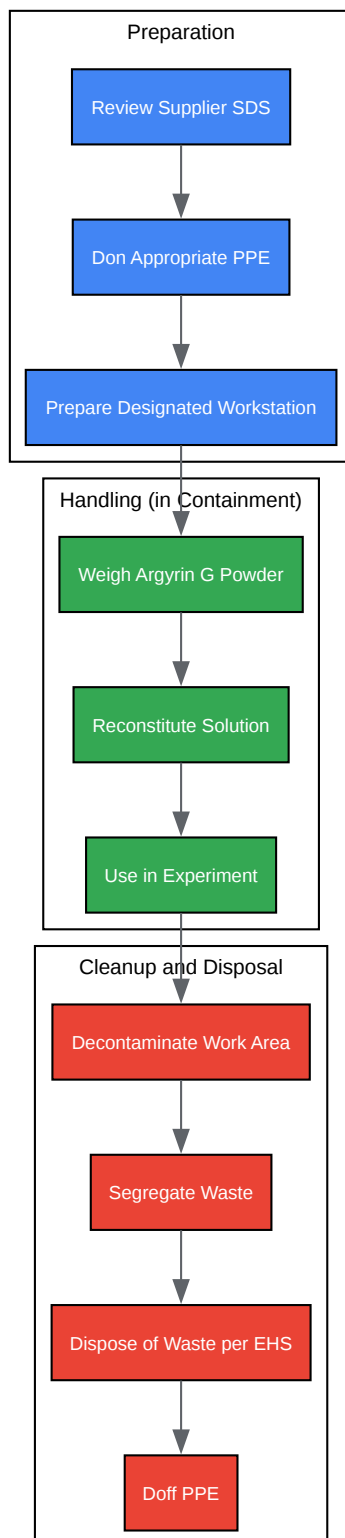 Preparation
Review Supplier SDS
Don Appropriate PPE
Prepare Designated Workstation
Handling (in Containment)
Weigh Argyrin G Powder
Reconstitute Solution
Use in Experiment
Cleanup and Disposal
Decontaminate Work Area
Segregate Waste
Dispose of Waste per EHS
Doff PPE